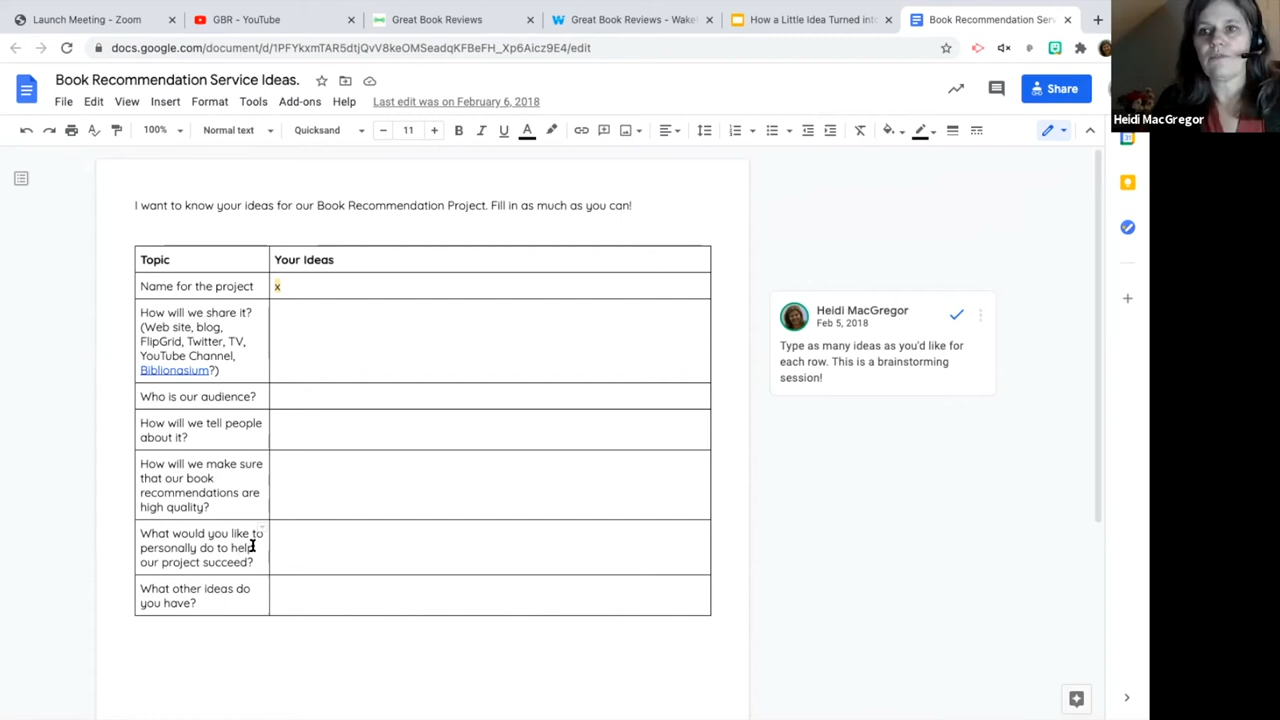 Launch Meeting - Zoom
GBR - YouTube
Great Book Reviews
Great Book Reviews - Wake
How a Little Idea Turned into
Book Recommendation Serv
docs.google.com/document/d/1PFYkxmTAR5dtjQvV8keOMSeadqKFBeFH_Xp6Aicz9E4/edit
Book Recommendation Service Ideas.
File Edit View Insert Format Tools Add-ons Help Last edit was on February 6, 2018
Share
Heidi MacGregor
100% Normal text Quicksand 11
B I U A
I want to know your ideas for our Book Recommendation Project. Fill in as much as you can!
Topic
Your Ideas
Name for the project
x
How will we share it?
(Web site, blog,
FlipGrid, Twitter, TV,
YouTube Channel,
Biblionasium?)
Who is our audience?
How will we tell people
about it?
How will we make sure
that our book
recommendations are
high quality?
What would you like to
personally do to help
our project succeed?
What other ideas do
you have?
Heidi MacGregor
Feb 5, 2018
Type as many ideas as you'd like for
each row. This is a brainstorming
session!